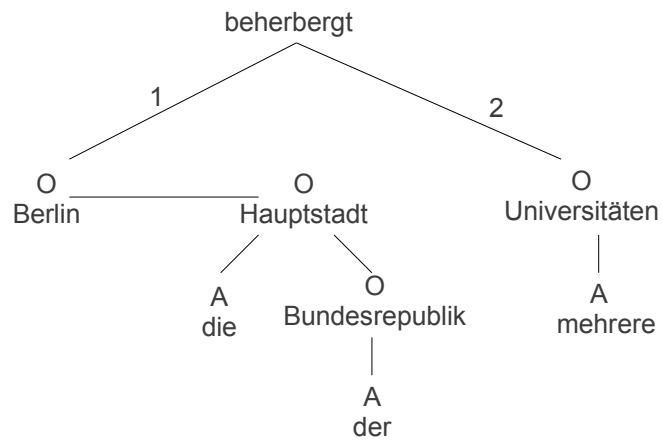 beherbergt
1
2
O
O
O
Berlin
Hauptstadt
Universitäten
A
O
A
die
Bundesrepublik
mehrere
A
der